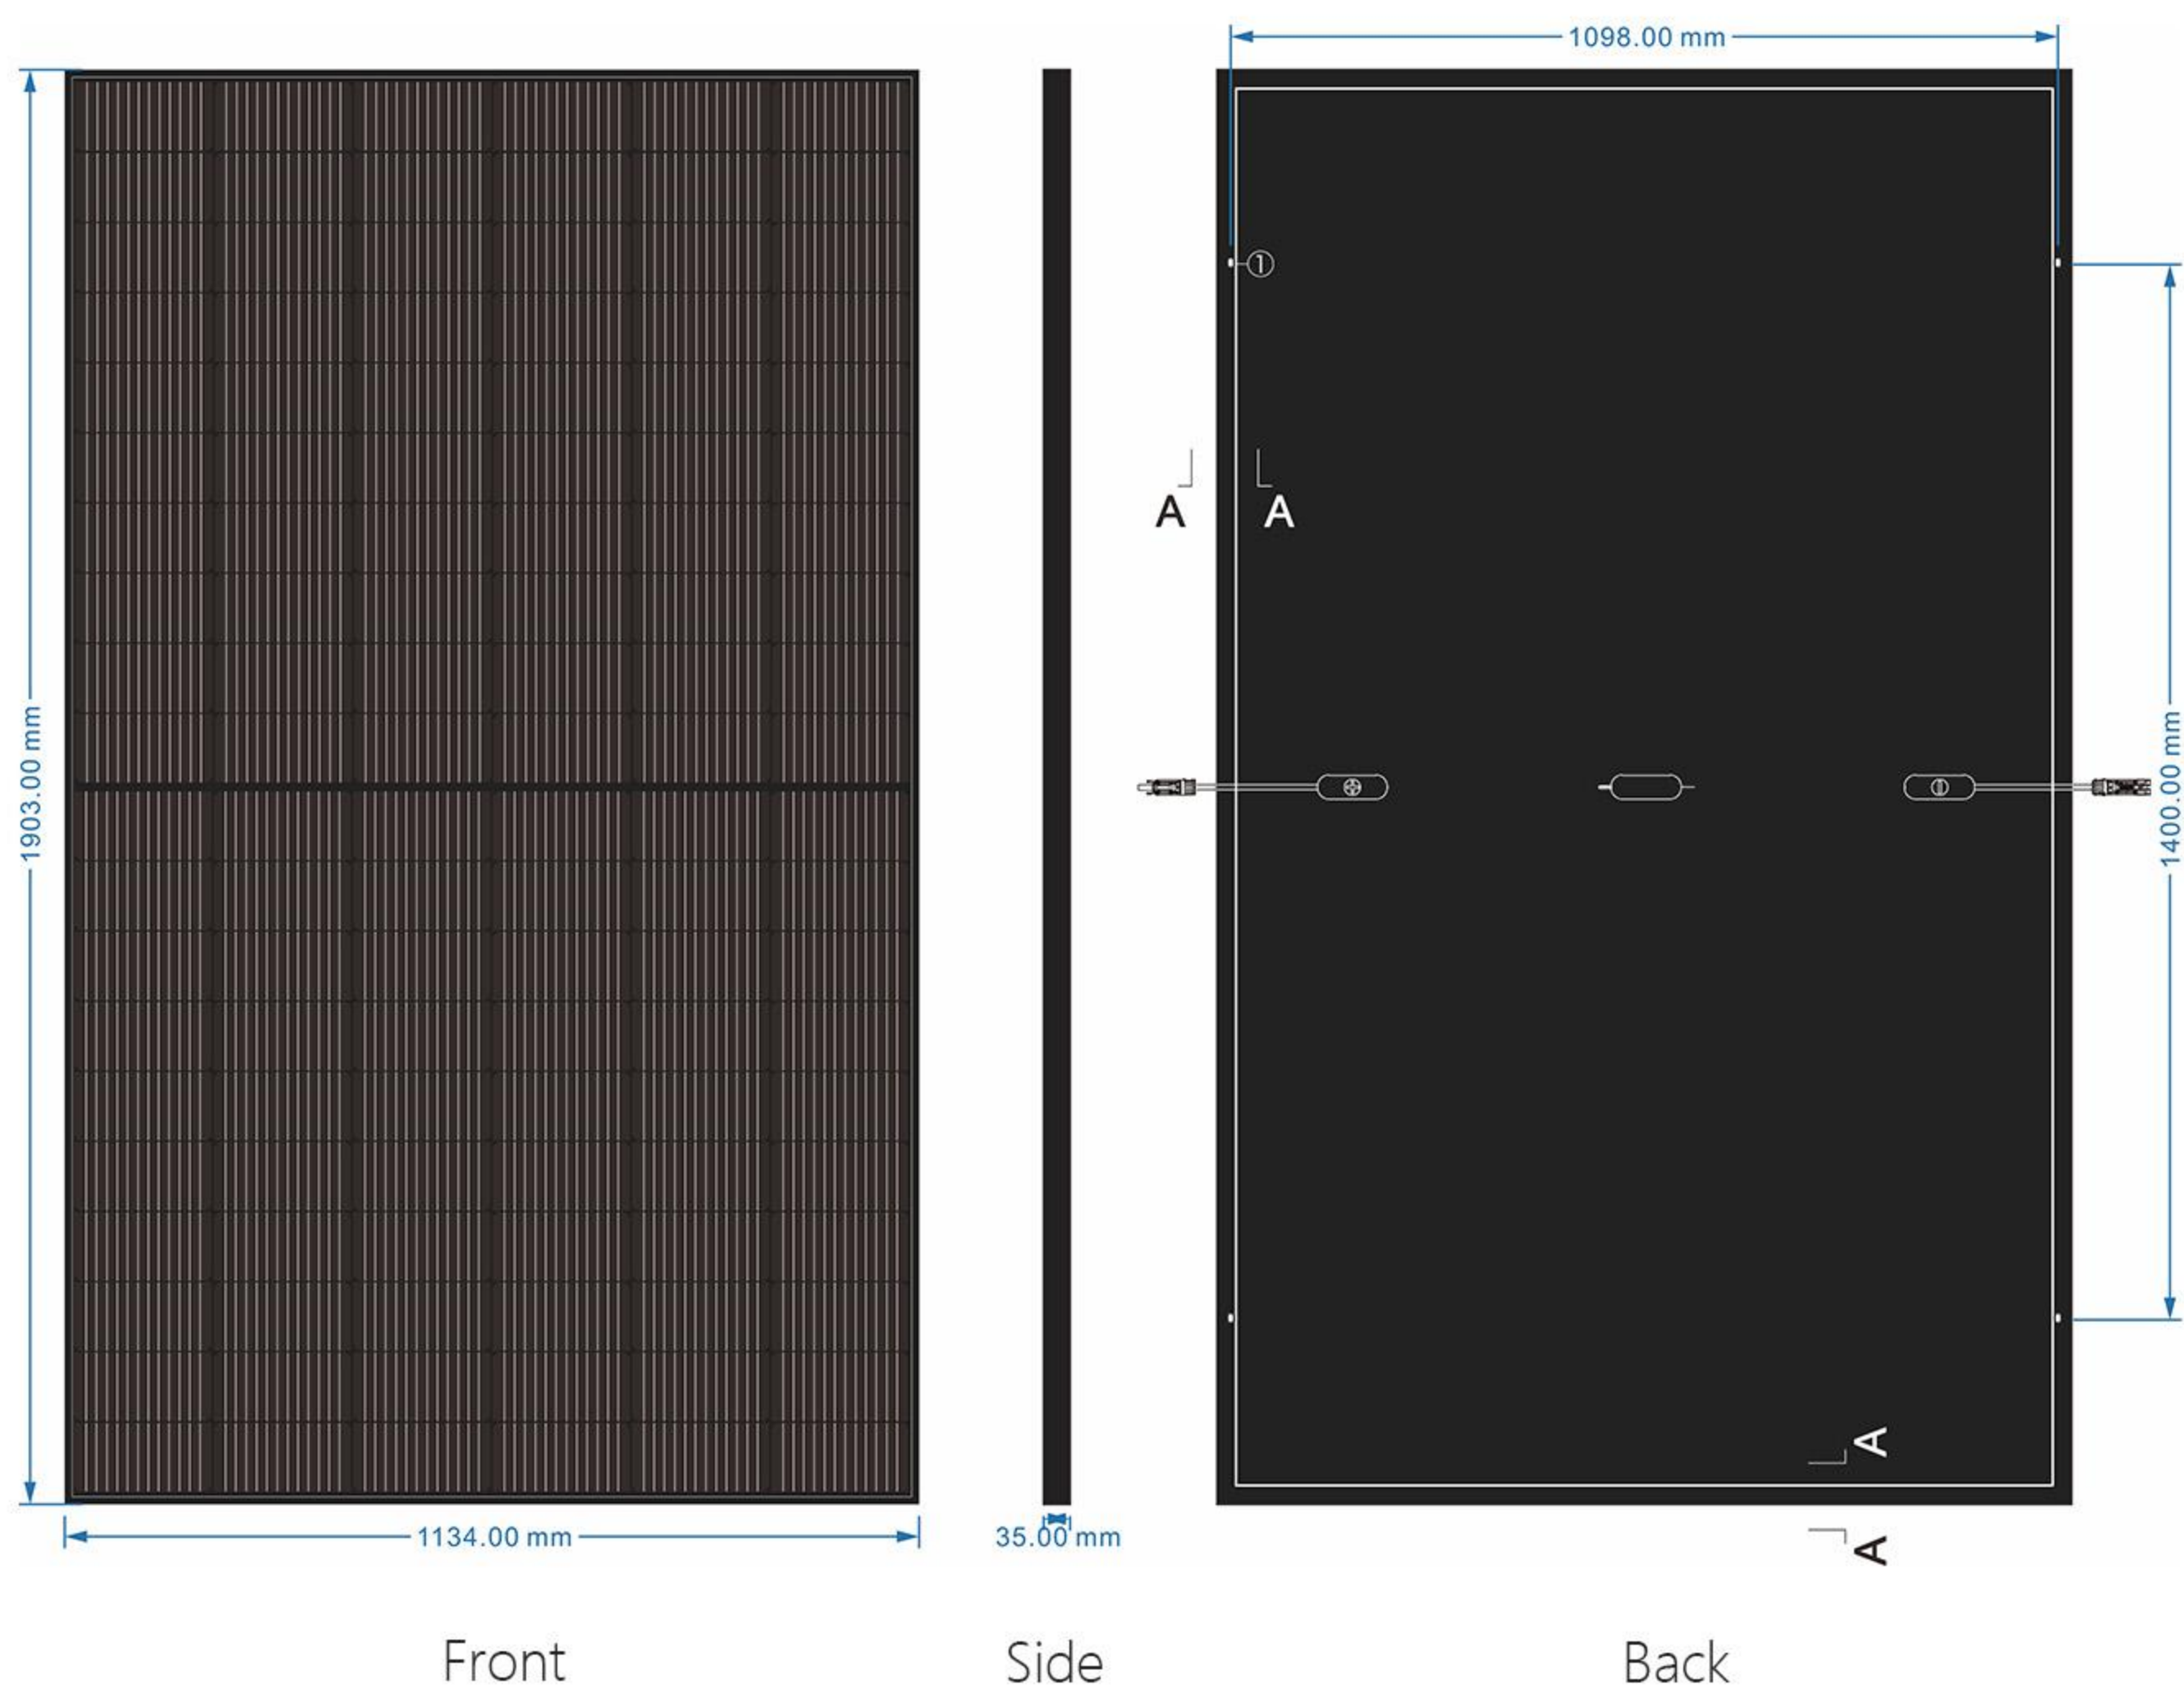 1098.00 mm
①
A
A
1903.00 mm
1400.00 mm
A
1134.00 mm
35.00 mm
A
Front
Side
Back